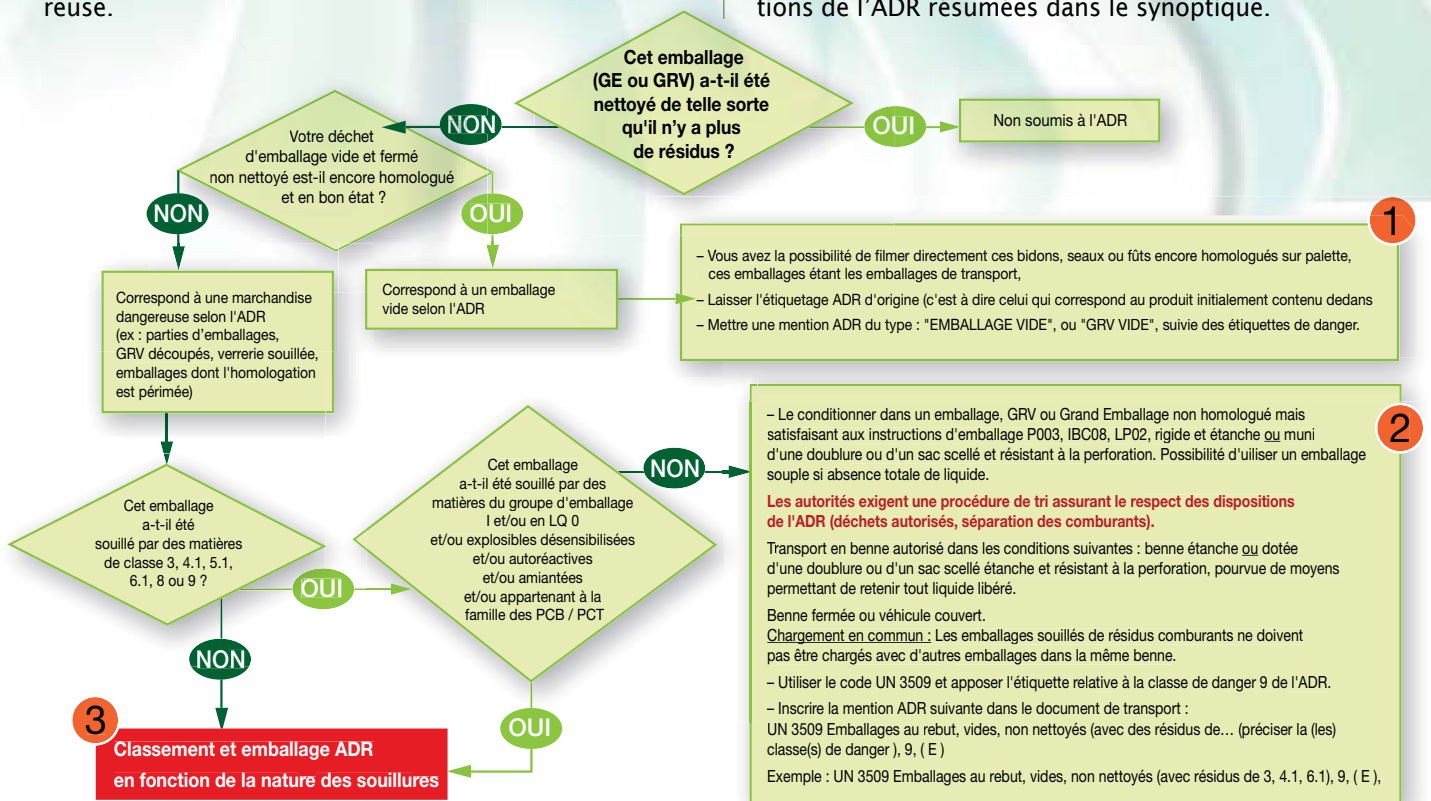 reuse.
tions de l'ADR résumées dans le synoptique.
Cet emballage
(GE ou GRV) a-t-il été
nettoyé de telle sorte
qu'il n'y a plus
de résidus ?
NON
OUI
Non soumis à l'ADR
Votre déchet
d'emballage vide et fermé
non nettoyé est-il encore homologué
et en bon état ?
NON
OUI
Correspond à une marchandise
dangereuse selon l'ADR
(ex : parties d'emballages,
GRV découpés, verrerie souillée,
emballages dont l'homologation
est périmée)
Correspond à un emballage
vide selon l'ADR
1
– Vous avez la possibilité de filmer directement ces bidons, seaux ou fûts encore homologués sur palette,
ces emballages étant les emballages de transport,
– Laisser l'étiquetage ADR d'origine (c'est à dire celui qui correspond au produit initialement contenu dedans
– Mettre une mention ADR du type : "EMBALLAGE VIDE", ou "GRV VIDE", suivie des étiquettes de danger.
Cet emballage
a-t-il été
souillé par des matières
de classe 3, 4.1, 5.1,
6.1, 8 ou 9 ?
OUI
NON
Cet emballage
a-t-il été souillé par des
matières du groupe d'emballage
I et/ou en LQ 0
et/ou explosibles désensibilisées
et/ou autoréactives
et/ou amiantées
et/ou appartenant à la
famille des PCB / PCT
NON
OUI
2
– Le conditionner dans un emballage, GRV ou Grand Emballage non homologué mais
satisfaisant aux instructions d'emballage P003, IBC08, LP02, rigide et étanche ou muni
d'une doublure ou d'un sac scellé et résistant à la perforation. Possibilité d'uiliser un emballage
souple si absence totale de liquide.
Les autorités exigent une procédure de tri assurant le respect des dispositions
de l'ADR (déchets autorisés, séparation des comburants).
Transport en benne autorisé dans les conditions suivantes : benne étanche ou dotée
d'une doublure ou d'un sac scellé étanche et résistant à la perforation, pourvue de moyens
permettant de retenir tout liquide libéré.
Benne fermée ou véhicule couvert.
Chargement en commun : Les emballages souillés de résidus comburants ne doivent
pas être chargés avec d'autres emballages dans la même benne.
– Utiliser le code UN 3509 et apposer l'étiquette relative à la classe de danger 9 de l'ADR.
– Inscrire la mention ADR suivante dans le document de transport :
UN 3509 Emballages au rebut, vides, non nettoyés (avec des résidus de… (préciser la (les)
classe(s) de danger ), 9, ( E )
Exemple : UN 3509 Emballages au rebut, vides, non nettoyés (avec résidus de 3, 4.1, 6.1), 9, ( E ),
3
Classement et emballage ADR
en fonction de la nature des souillures